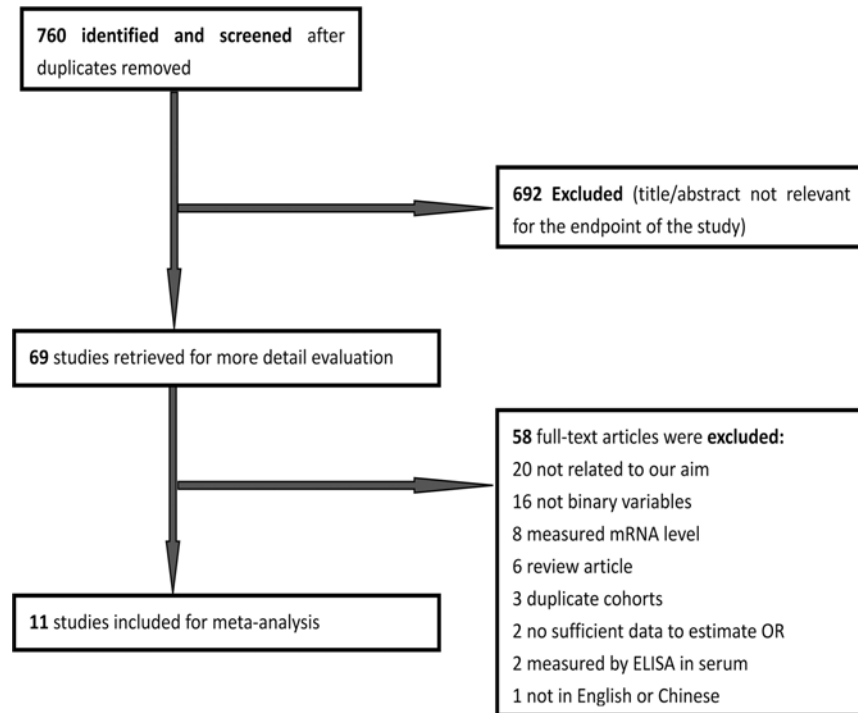 760 identified and screened after
duplicates removed
692 Excluded (title/abstract not relevant
for the endpoint of the study)
69 studies retrieved for more detail evaluation
58 full-text articles were excluded:
20 not related to our aim
16 not binary variables
8 measured mRNA level
6 review article
3 duplicate cohorts
2 no sufficient data to estimate OR
2 measured by ELISA in serum
1 not in English or Chinese
11 studies included for meta-analysis